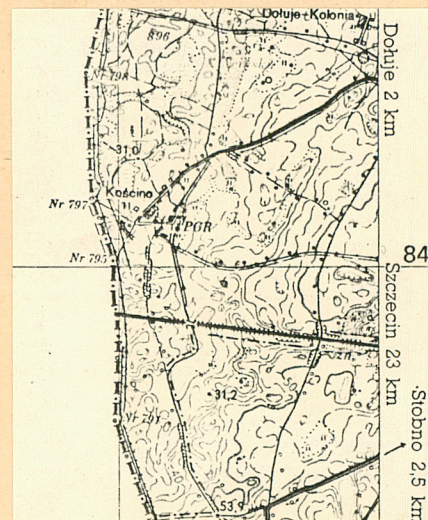 Dołuje-Kolonia
896
Nr 798
31,0
Kościno
Nr 797
PGR
Nr 795
84
31,2
53,9
Dołuje 2 km
Szczecin 23 km
Stobno 2,5 km